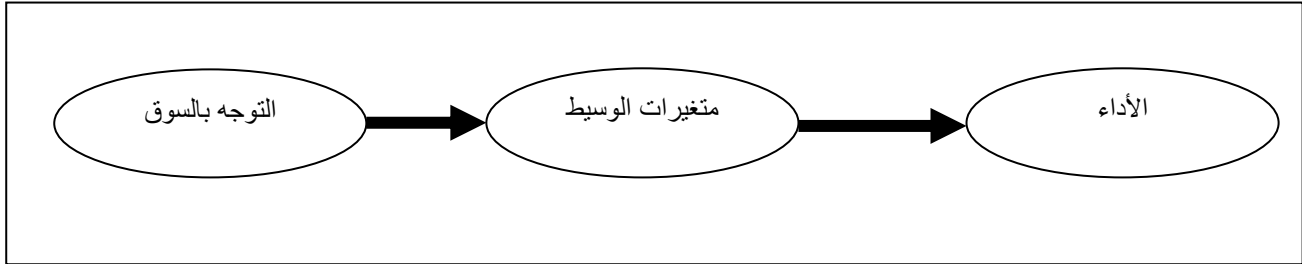 التوجه بالسوق
متغيرات الوسيط
الأداء